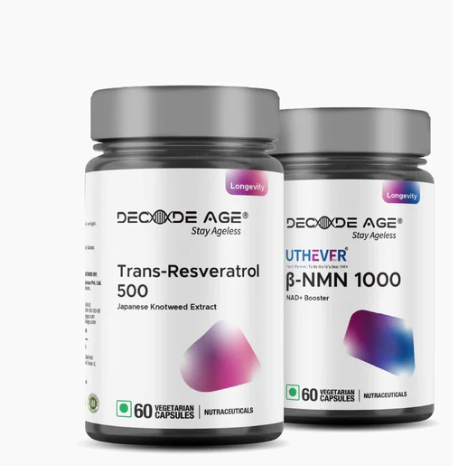 Longevity
DECODE AGE®
Stay Ageless
Trans-Resveratrol
500
Japanese Knotweed Extract
60 VEGETARIAN CAPSULES | NUTRACEUTICALS
Longevity
DECODE AGE®
Stay Ageless
UTHEVER®
β-NMN 1000
NAD+ Booster
60 VEGETARIAN CAPSULES | NUTRACEUTICALS